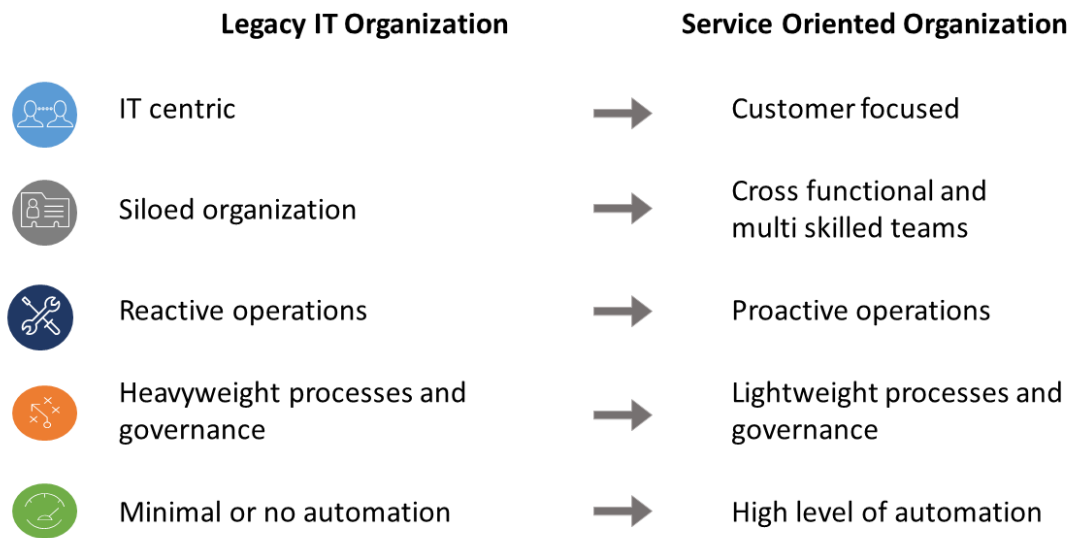 Legacy IT Organization
Service Oriented Organization
IT centric
Customer focused
Siloed organization
Cross functional and
multi skilled teams
Reactive operations
Proactive operations
Heavyweight processes and
governance
Lightweight processes and
governance
Minimal or no automation
High level of automation